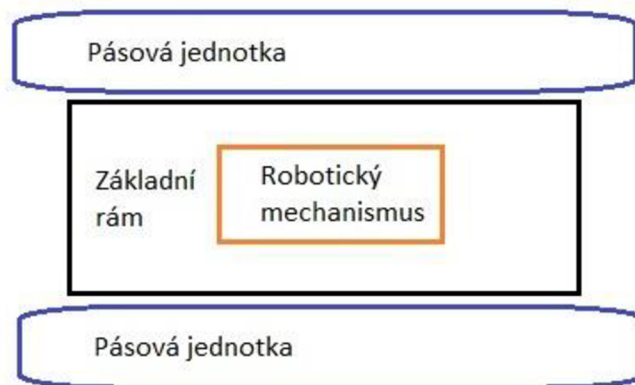 Pásová jednotka
Základní
rám
Robotický
mechanismus
Pásová jednotka